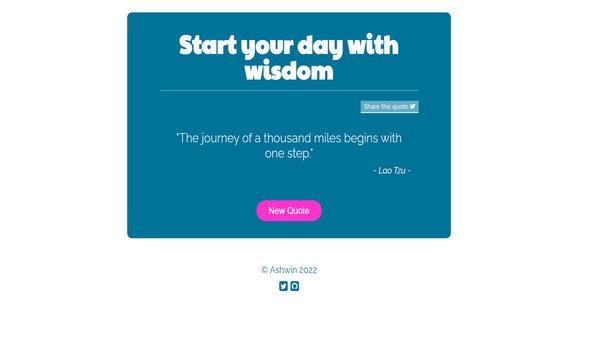 Start your day with
wisdom
Share this quote
"The journey of a thousand miles begins with
one step."
- Lao Tzu -
New Quote
© Ashwin 2022